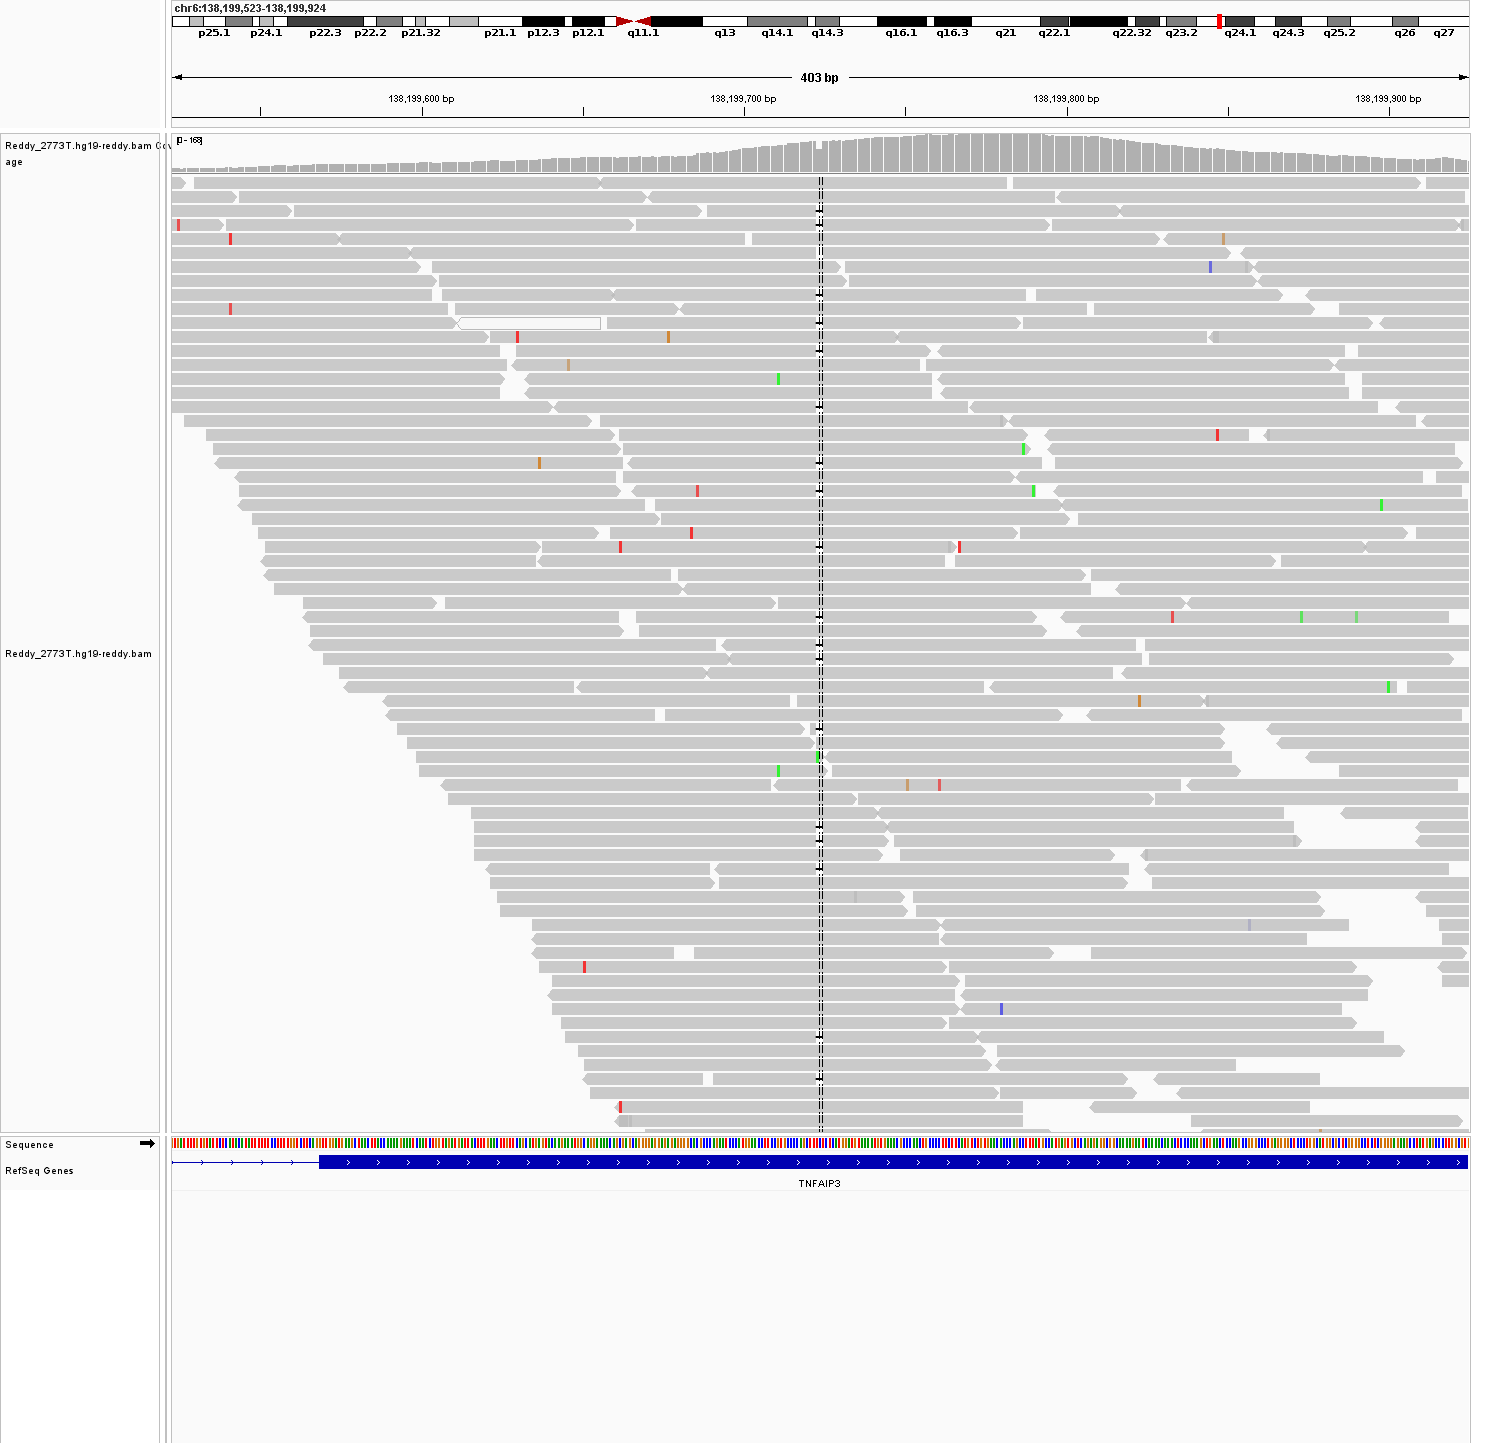 chr6:138,199,523-138,199,924
p25.1 p24.1 p22.3 p22.2 p21.32 p21.1 p12.3 p12.1 q11.1 q13 q14.1 q14.3 q16.1 q16.3 q21 q22.1 q22.32 q23.2 q24.1 q24.3 q25.2 q26 q27
403 bp
138,199,600 bp 138,199,700 bp 138,199,800 bp 138,199,900 bp
Reddy_2773T.hg19-reddy.bam Cov
age
[0 - 168]
Reddy_2773T.hg19-reddy.bam
Sequence
RefSeq Genes
TNFAIP3